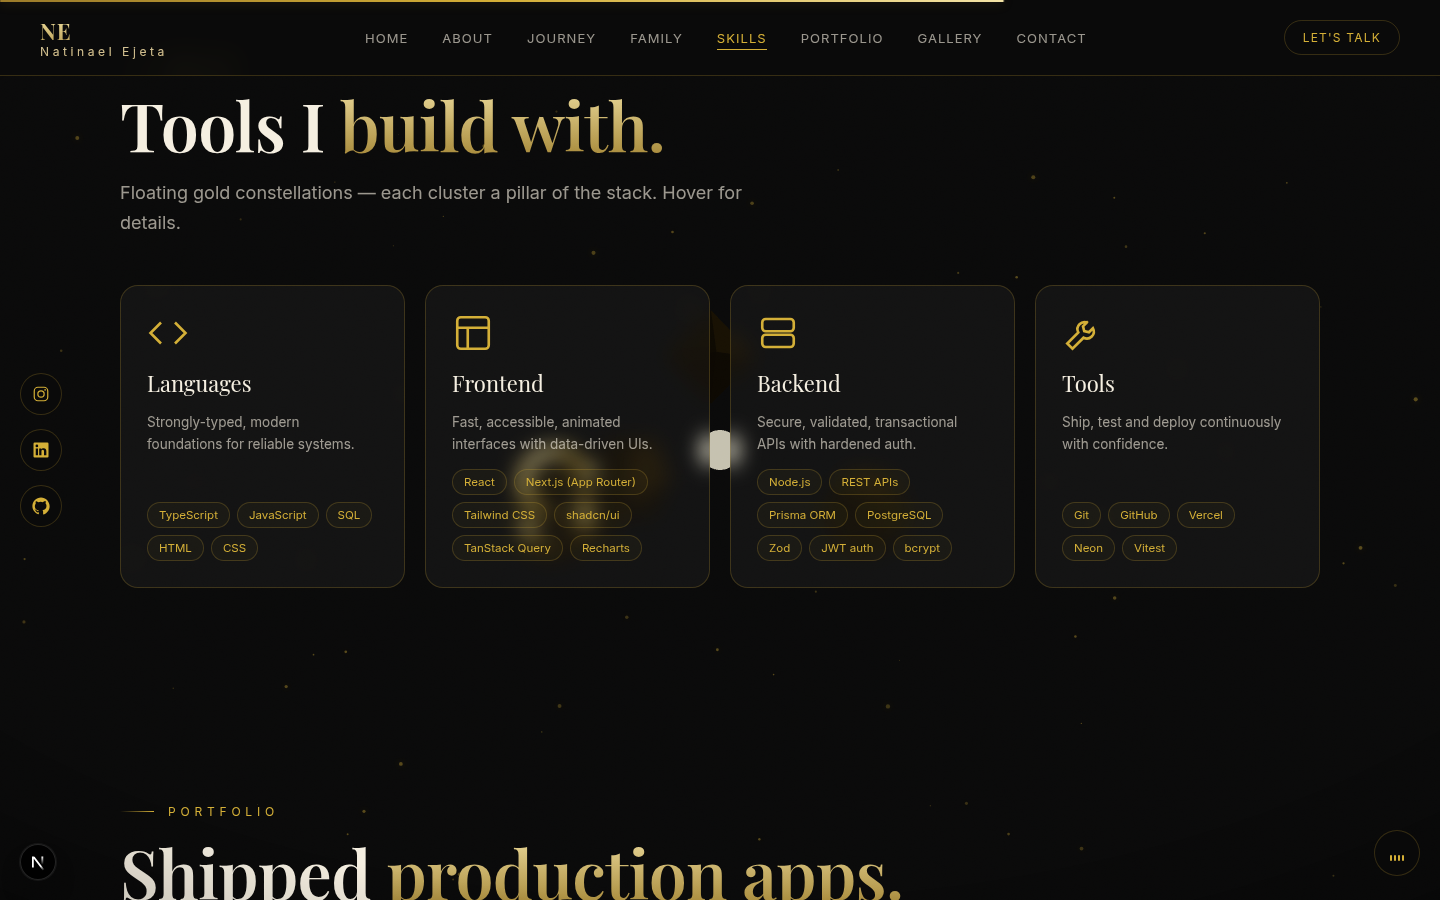 NE
Natinael Ejeta
HOME ABOUT JOURNEY FAMILY SKILLS PORTFOLIO GALLERY CONTACT
LET'S TALK
Tools I build with.
Floating gold constellations — each cluster a pillar of the stack. Hover for
details.
Languages
Strongly-typed, modern
foundations for reliable systems.
TypeScript JavaScript SQL
HTML CSS
Frontend
Fast, accessible, animated
interfaces with data-driven UIs.
React Next.js (App Router)
Tailwind CSS shadcn/ui
TanStack Query Recharts
Backend
Secure, validated, transactional
APIs with hardened auth.
Node.js REST APIs
Prisma ORM PostgreSQL
Zod JWT auth bcrypt
Tools
Ship, test and deploy continuously
with confidence.
Git GitHub Vercel
Neon Vitest
PORTFOLIO
Shipped production apps.
N